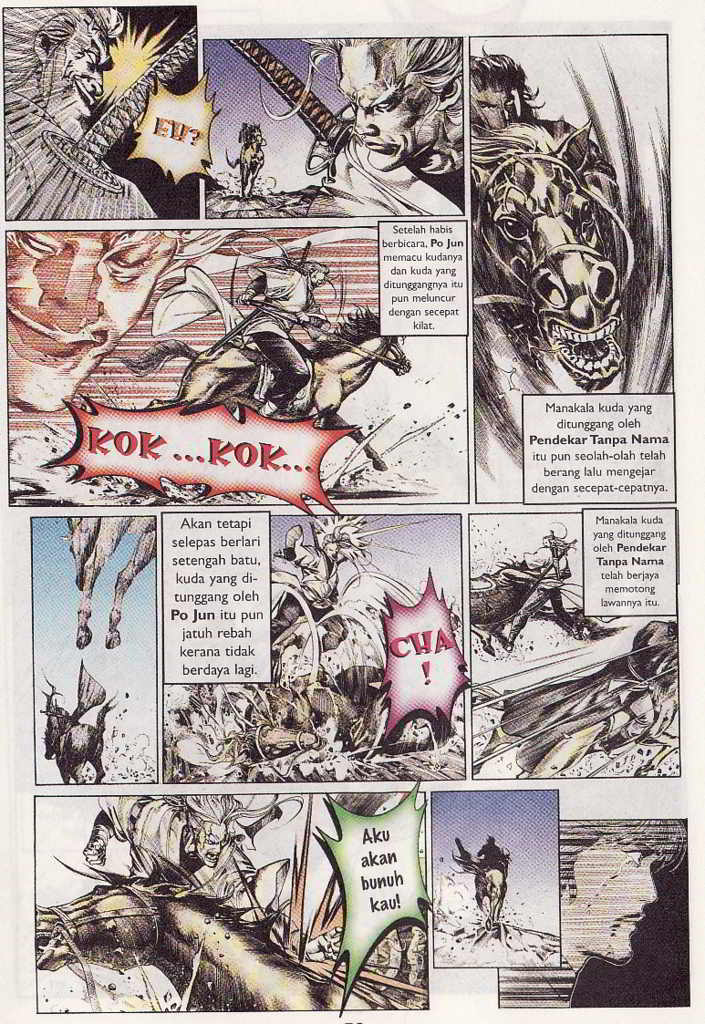 EH?
Setelah habis
berbicara, Po Jun
memacu kudanya
dan kuda yang
ditunggangnya itu
pun meluncur
dengan secepat
kilat.
KOK ...KOK...
Manakala kuda yang
ditunggang oleh
Pendekar Tanpa Nama
itu pun seolah-olah telah
berang lalu mengejar
dengan secepat-cepatnya.
Akan tetapi
selepas berlari
setengah batu,
kuda yang di-
tunggang oleh
Po Jun itu pun
jatuh rebah
kerana tidak
berdaya lagi.
CHA
!
Manakala kuda
yang ditunggang
oleh Pendekar
Tanpa Nama
telah berjaya
memotong
lawannya itu.
Aku
akan
bunuh
kau!